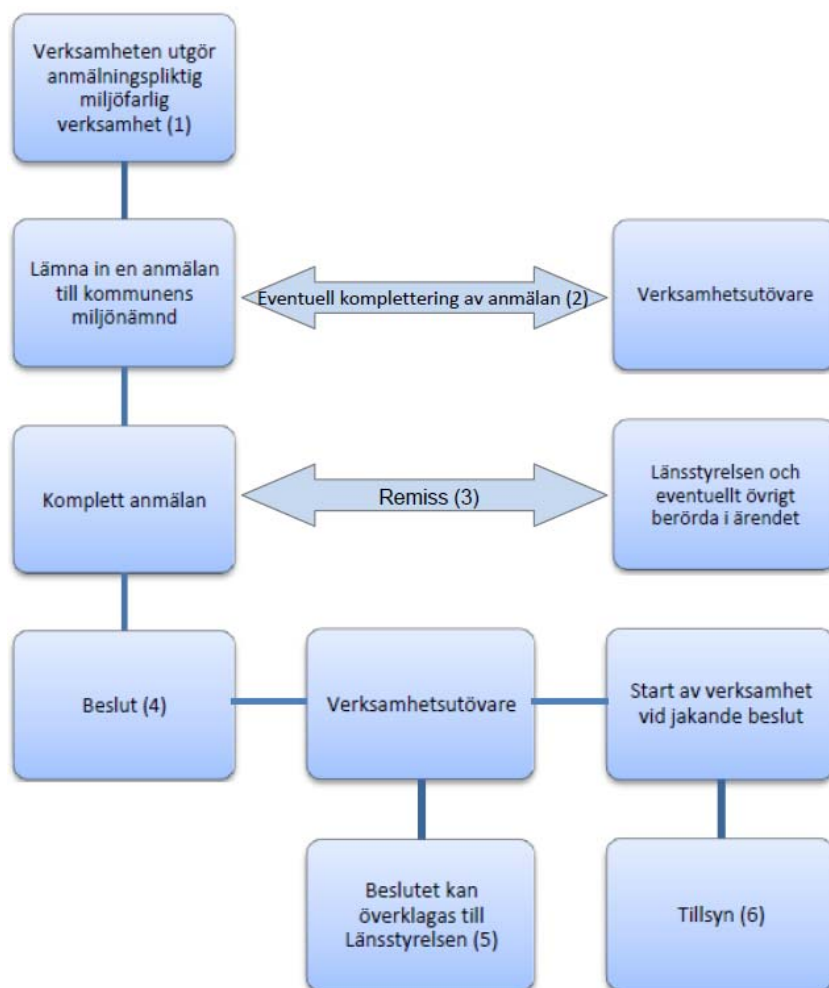 Verksamheten utgör
anmälningspliktig
miljöfarlig
verksamhet (1)
Lämna in en anmälan
till kommunens
miljönämnd
Eventuell komplettering av anmälan (2)
Verksamhetsutövare
Komplett anmälan
Remiss (3)
Länsstyrelsen och
eventuellt övrigt
berörda i ärendet
Beslut (4)
Verksamhetsutövare
Start av verksamhet
vid jakande beslut
Beslutet kan
överklagas till
Länsstyrelsen (5)
Tillsyn (6)